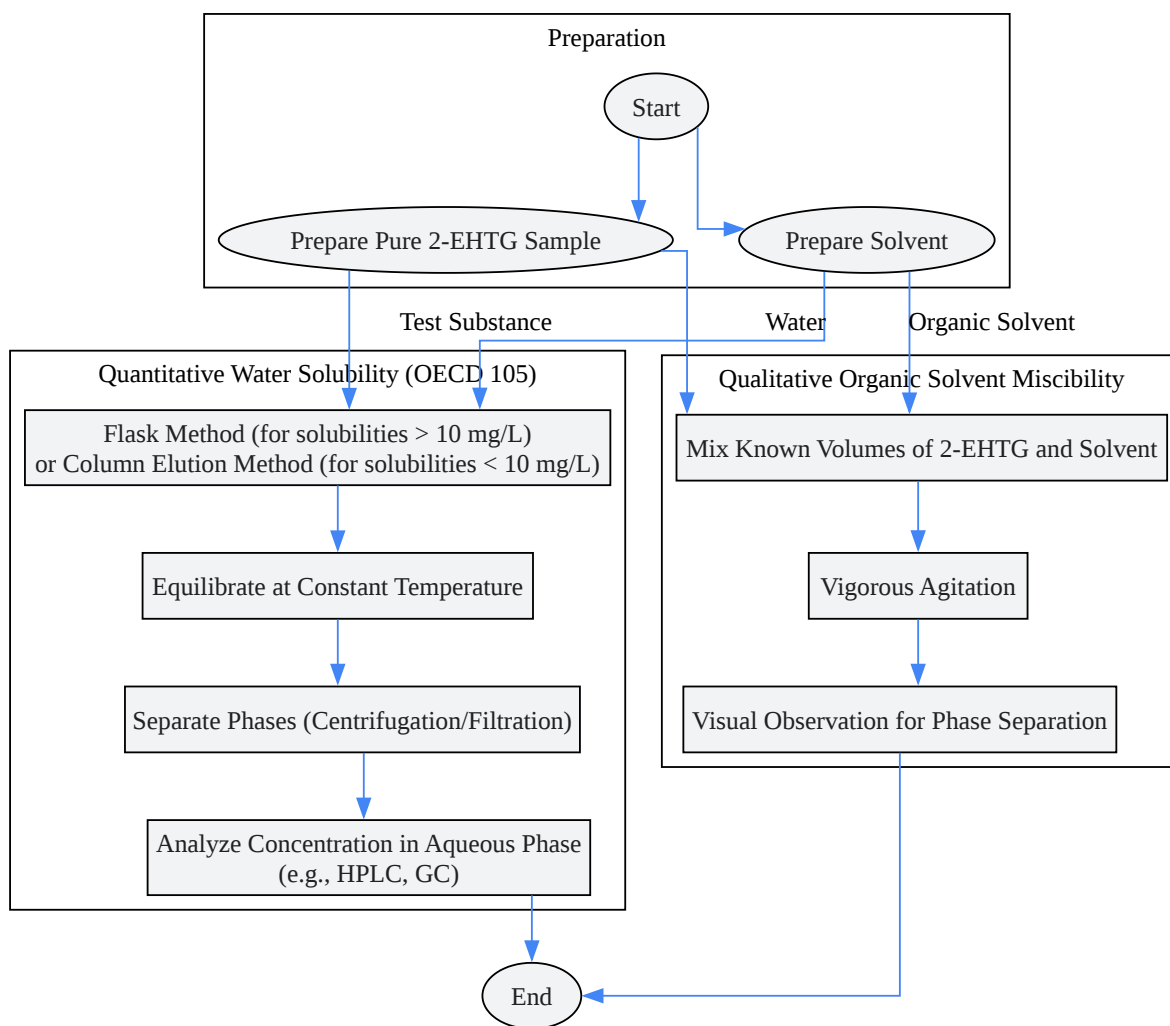 Preparation
Start
Prepare Pure 2-EHTG Sample
Prepare Solvent
Test Substance
Water
Organic Solvent
Quantitative Water Solubility (OECD 105)
Qualitative Organic Solvent Miscibility
Flask Method (for solubilities > 10 mg/L)
or Column Elution Method (for solubilities < 10 mg/L)
Mix Known Volumes of 2-EHTG and Solvent
Equilibrate at Constant Temperature
Vigorous Agitation
Separate Phases (Centrifugation/Filtration)
Visual Observation for Phase Separation
Analyze Concentration in Aqueous Phase
(e.g., HPLC, GC)
End